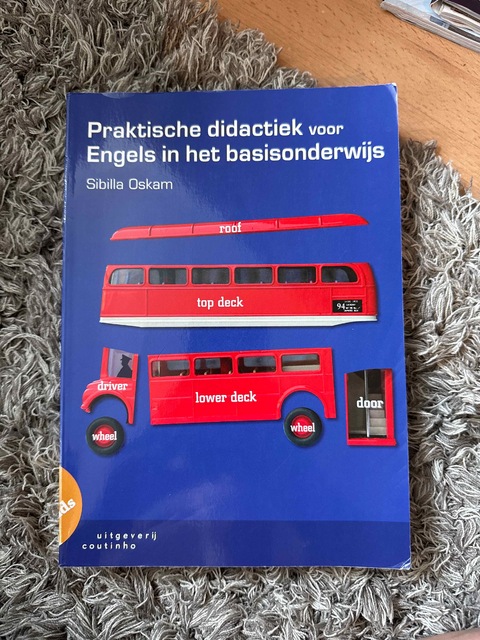 Praktische didactiek voor
Engels in het basisonderwijs
Sibilla Oskam
roof
top deck
94
driver
lower deck
door
wheel
wheel
uitgeverij
coutinho